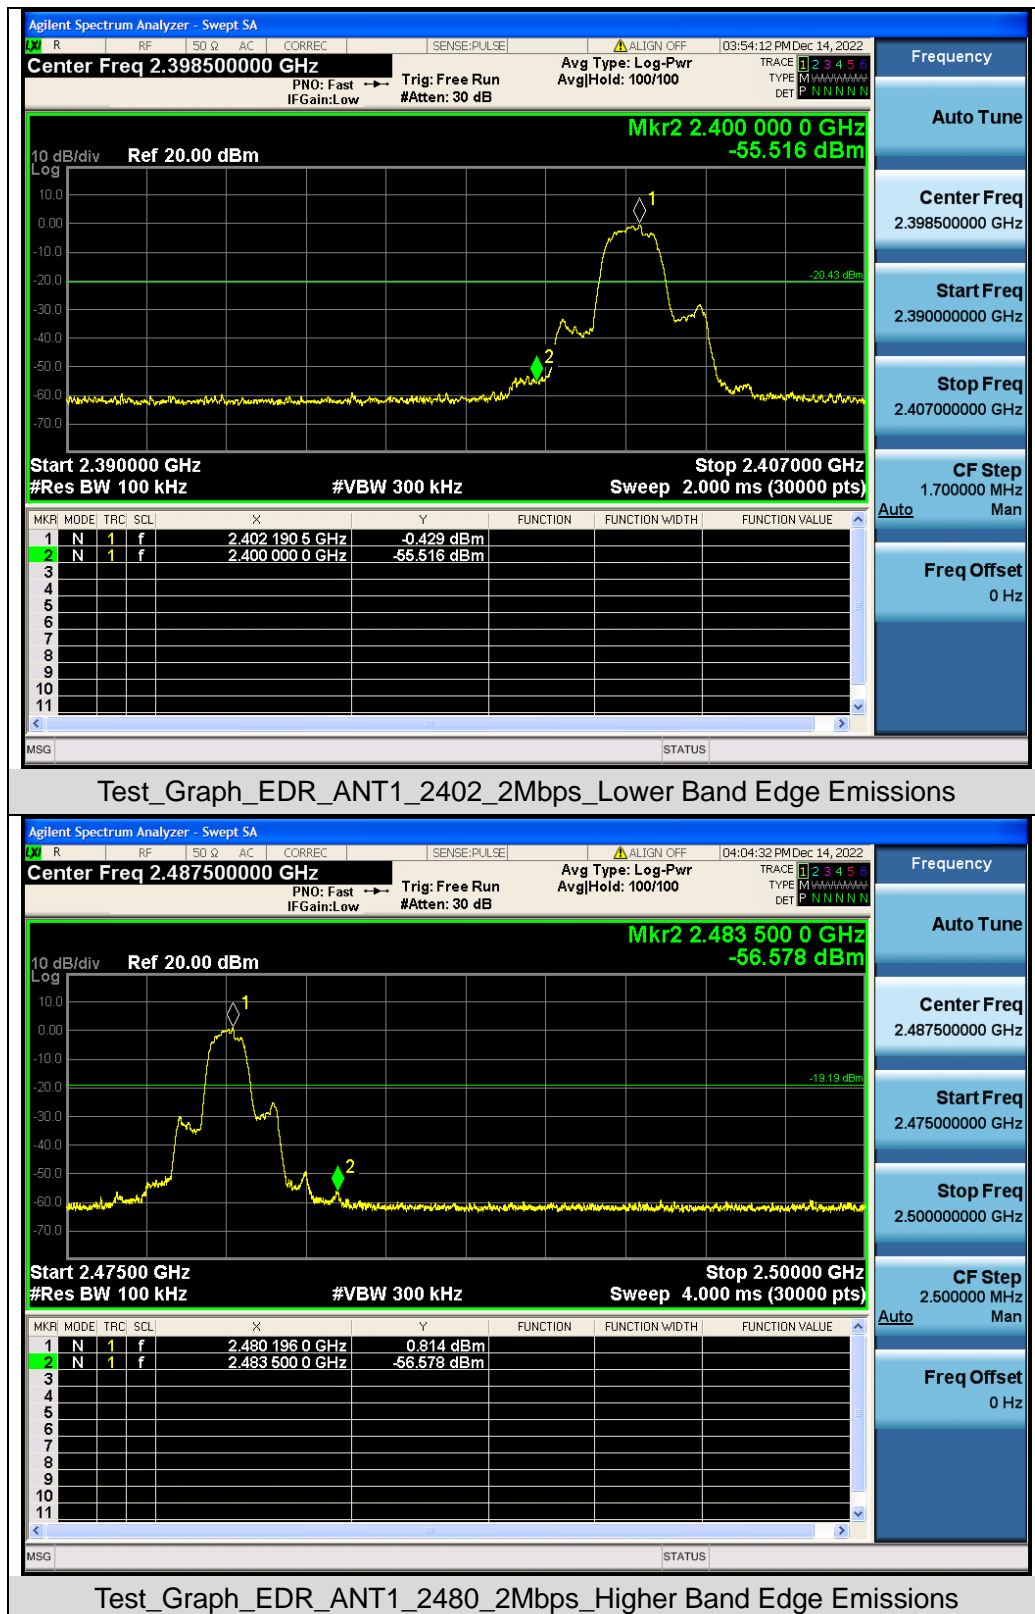 Agilent Spectrum Analyzer - Swept SA
LXI R RF 50 Ω AC CORREC SENSE:PULSE ALIGN OFF 03:54:12 PM Dec 14, 2022
Center Freq 2.398500000 GHz
PNO: Fast
IFGain:Low
Trig: Free Run
#Atten: 30 dB
Avg Type: Log-Pwr
Avg|Hold: 100/100
TRACE 1 2 3 4 5 6
TYPE M
DET P N N N N N
Mkr2 2.400 000 0 GHz
-55.516 dBm
10 dB/div Ref 20.00 dBm
Log
10.0
0.00
-10.0
-20.0
-30.0
-40.0
-50.0
-60.0
-70.0
1
-20.43 dBm
2
Start 2.390000 GHz Stop 2.407000 GHz
#Res BW 100 kHz #VBW 300 kHz Sweep 2.000 ms (30000 pts)
MKR MODE TRC SCL X Y FUNCTION FUNCTION WIDTH FUNCTION VALUE
1 N 1 f 2.402 190 5 GHz -0.429 dBm
2 N 1 f 2.400 000 0 GHz -55.516 dBm
3
4
5
6
7
8
9
10
11
MSG STATUS
Frequency
Auto Tune
Center Freq
2.398500000 GHz
Start Freq
2.390000000 GHz
Stop Freq
2.407000000 GHz
CF Step
1.700000 MHz
Auto Man
Freq Offset
0 Hz
Test_Graph_EDR_ANT1_2402_2Mbps_Lower Band Edge Emissions
Agilent Spectrum Analyzer - Swept SA
LXI R RF 50 Ω AC CORREC SENSE:PULSE ALIGN OFF 04:04:32 PM Dec 14, 2022
Center Freq 2.487500000 GHz
PNO: Fast
IFGain:Low
Trig: Free Run
#Atten: 30 dB
Avg Type: Log-Pwr
Avg|Hold: 100/100
TRACE 1 2 3 4 5 6
TYPE M
DET P N N N N N
Mkr2 2.483 500 0 GHz
-56.578 dBm
10 dB/div Ref 20.00 dBm
Log
10.0
0.00
-10.0
-20.0
-30.0
-40.0
-50.0
-60.0
-70.0
1
-19.19 dBm
2
Start 2.47500 GHz Stop 2.50000 GHz
#Res BW 100 kHz #VBW 300 kHz Sweep 4.000 ms (30000 pts)
MKR MODE TRC SCL X Y FUNCTION FUNCTION WIDTH FUNCTION VALUE
1 N 1 f 2.480 196 0 GHz 0.814 dBm
2 N 1 f 2.483 500 0 GHz -56.578 dBm
3
4
5
6
7
8
9
10
11
MSG STATUS
Frequency
Auto Tune
Center Freq
2.487500000 GHz
Start Freq
2.475000000 GHz
Stop Freq
2.500000000 GHz
CF Step
2.500000 MHz
Auto Man
Freq Offset
0 Hz
Test_Graph_EDR_ANT1_2480_2Mbps_Higher Band Edge Emissions